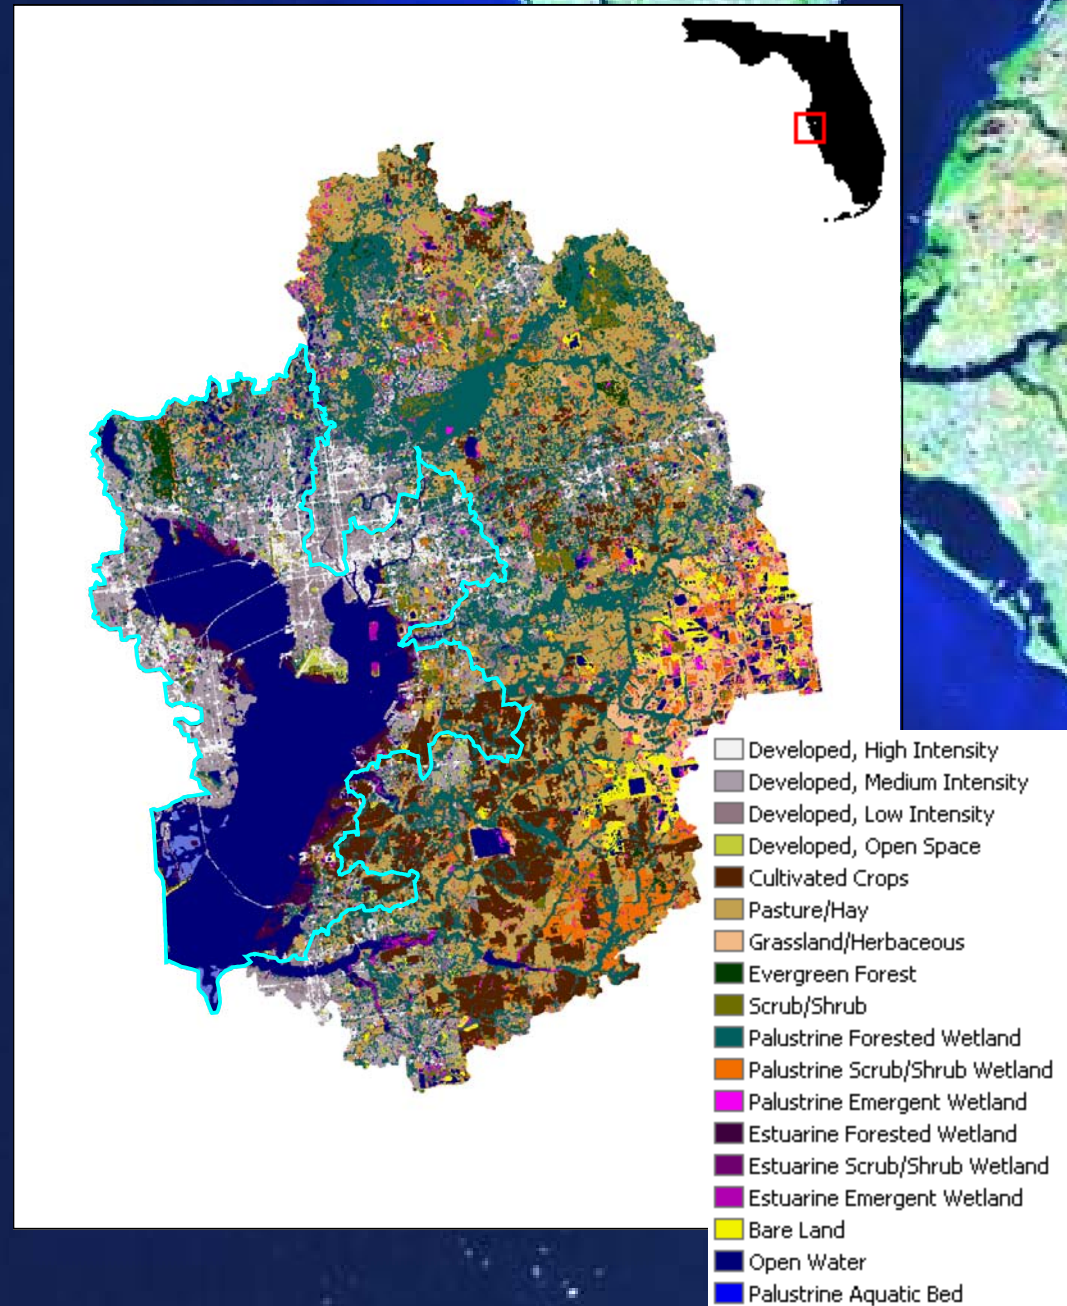 Developed, High Intensity
Developed, Medium Intensity
Developed, Low Intensity
Developed, Open Space
Cultivated Crops
Pasture/Hay
Grassland/Herbaceous
Evergreen Forest
Scrub/Shrub
Palustrine Forested Wetland
Palustrine Scrub/Shrub Wetland
Palustrine Emergent Wetland
Estuarine Forested Wetland
Estuarine Scrub/Shrub Wetland
Estuarine Emergent Wetland
Bare Land
Open Water
Palustrine Aquatic Bed